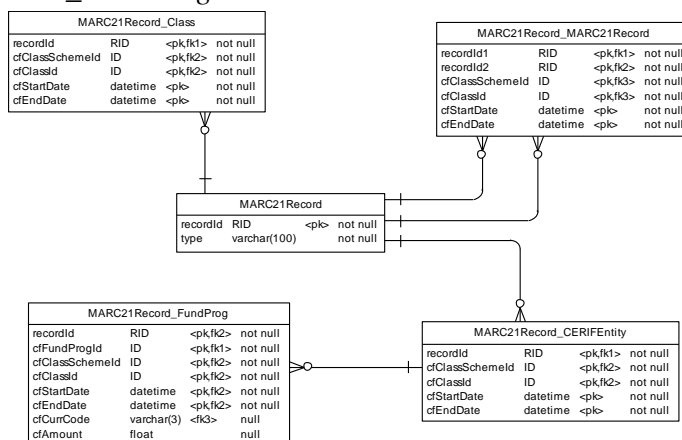 MARC21Record_Class
recordId RID <pk,fk1> not null
cfClassSchemeId ID <pk,fk2> not null
cfClassId ID <pk,fk2> not null
cfStartDate datetime <pk> not null
cfEndDate datetime <pk> not null
MARC21Record_MARC21Record
recordId1 RID <pk,fk1> not null
recordId2 RID <pk,fk2> not null
cfClassSchemeId ID <pk,fk3> not null
cfClassId ID <pk,fk3> not null
cfStartDate datetime <pk> not null
cfEndDate datetime <pk> not null
MARC21Record
recordId RID <pk> not null
type varchar(100) not null
MARC21Record_FundProg
recordId RID <pk,fk2> not null
cfFundProgId ID <pk,fk1> not null
cfClassSchemeId ID <pk,fk2> not null
cfClassId ID <pk,fk2> not null
cfStartDate datetime <pk,fk2> not null
cfEndDate datetime <pk,fk2> not null
cfCurrCode varchar(3) <fk3> null
cfAmount float null
MARC21Record_CERIFEntity
recordId RID <pk,fk1> not null
cfClassSchemeId ID <pk,fk2> not null
cfClassId ID <pk,fk2> not null
cfStartDate datetime <pk> not null
cfEndDate datetime <pk> not null